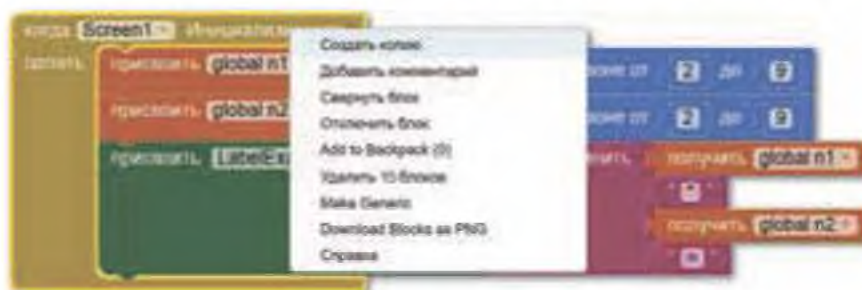 когда Screen1 Инициализи
делать присвоить global n1
присвоить global n2
присвоить LabelEx
Создать копию
Добавить комментарий
Свернуть блок
Отключить блок
Add to Backpack (0)
Удалить 15 блоков
Make Generic
Download Blocks as PNG
Справка
от 2 до 9
от 2 до 9
получить global n1
" * "
получить global n2
" = "